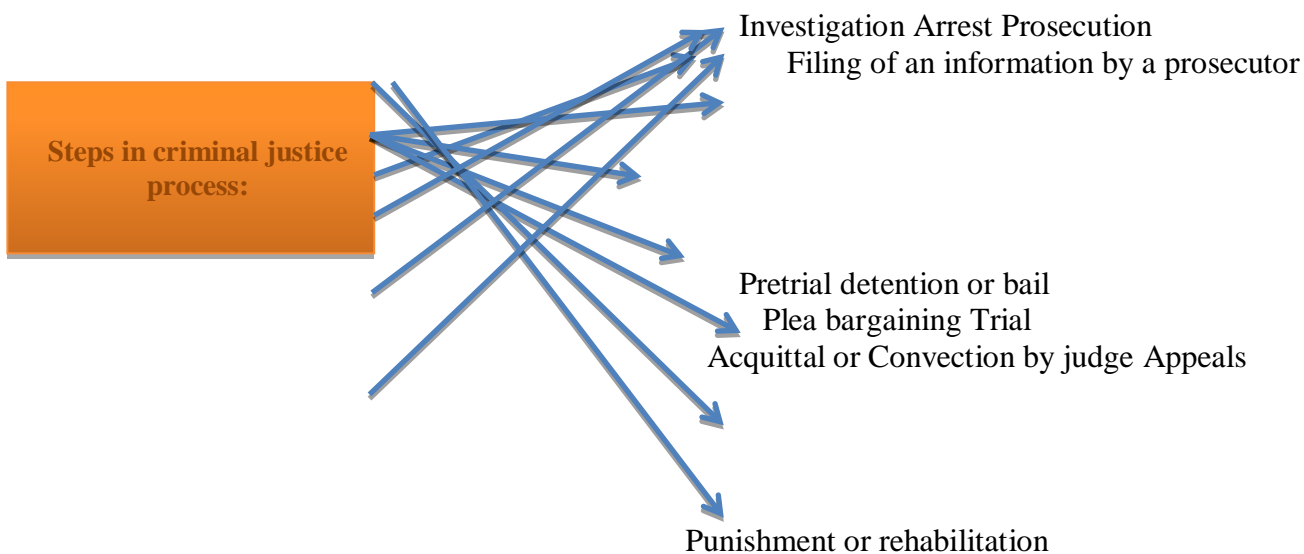 Steps in criminal justice
process:
Investigation Arrest Prosecution
Filing of an information by a prosecutor
Pretrial detention or bail
Plea bargaining Trial
Acquittal or Convection by judge Appeals
Punishment or rehabilitation